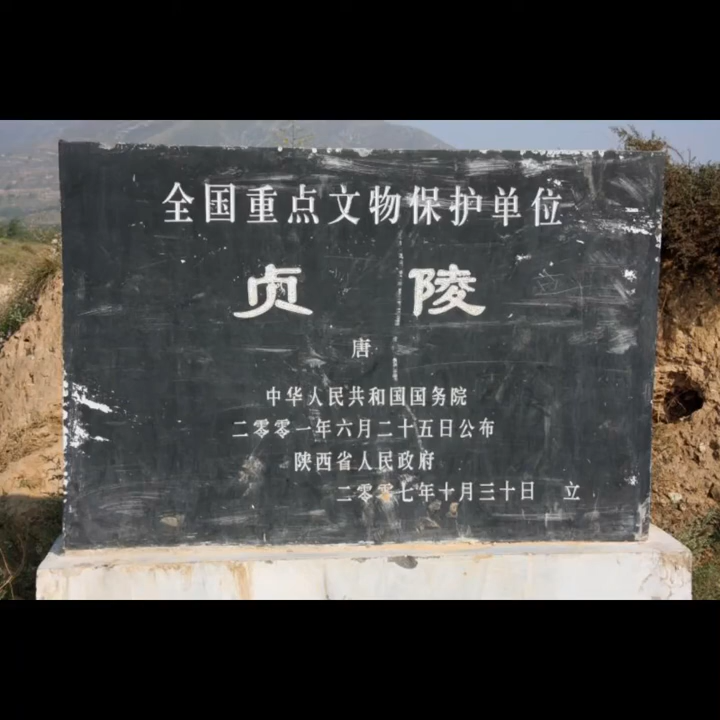 全国重点文物保护单位
贞陵
唐
中华人民共和国国务院
二零零一年六月二十五日公布
陕西省人民政府
二零零七年十月三十日 立